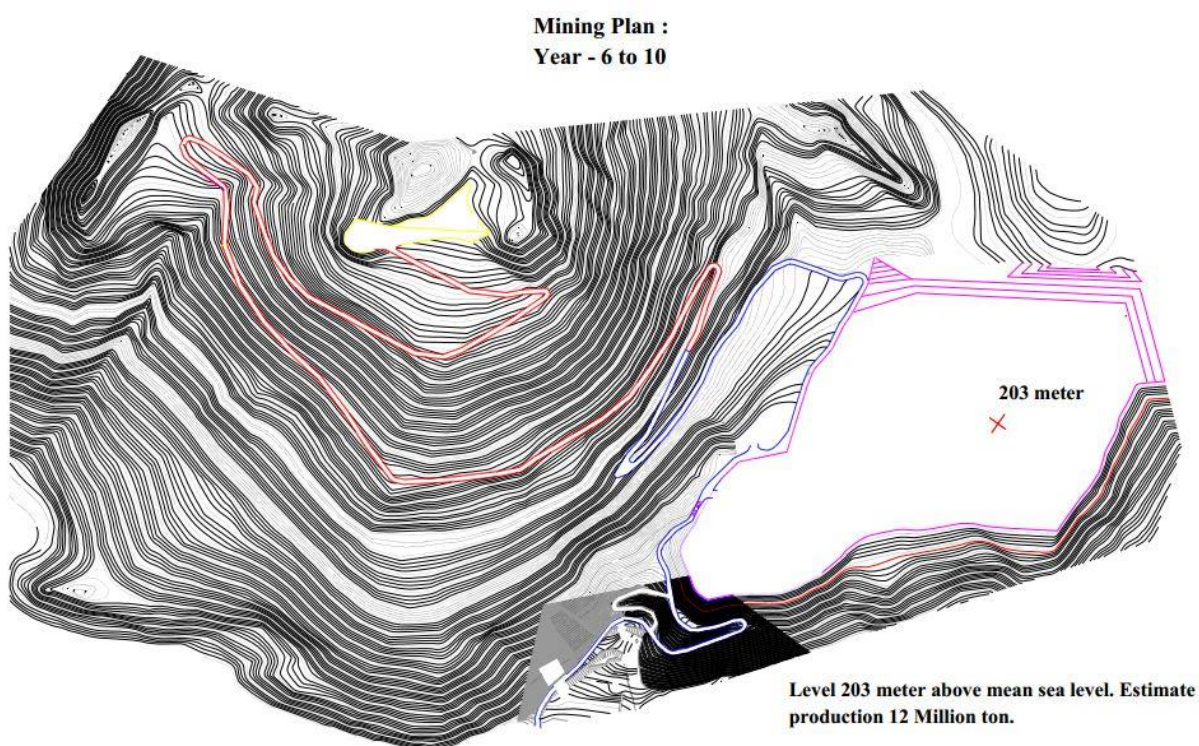 Mining Plan :
Year - 6 to 10
203 meter
Level 203 meter above mean sea level. Estimate
production 12 Million ton.